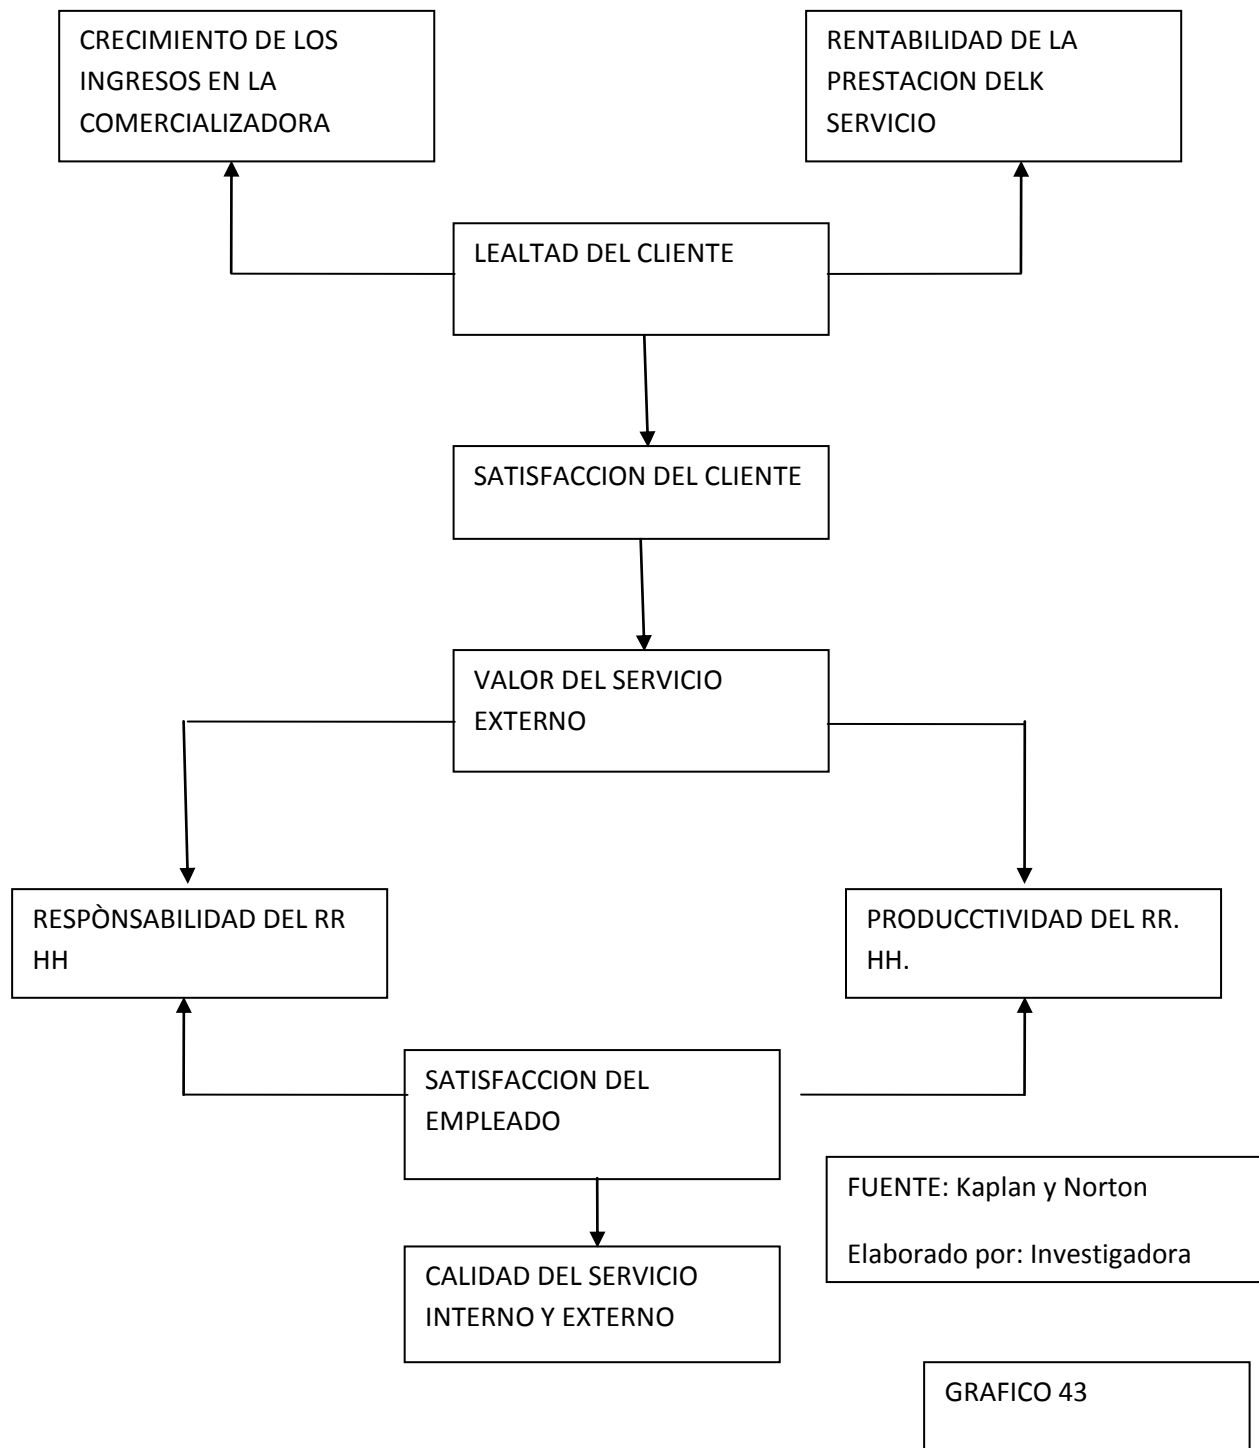 CRECIMIENTO DE LOS
INGRESOS EN LA
COMERCIALIZADORA
RENTABILIDAD DE LA
PRESTACION DELK
SERVICIO
LEALTAD DEL CLIENTE
SATISFACCION DEL CLIENTE
VALOR DEL SERVICIO
EXTERNO
RESPÒNSABILIDAD DEL RR
HH
PRODUCCTIVIDAD DEL RR.
HH.
SATISFACCION DEL
EMPLEADO
FUENTE: Kaplan y Norton
Elaborado por: Investigadora
CALIDAD DEL SERVICIO
INTERNO Y EXTERNO
GRAFICO 43